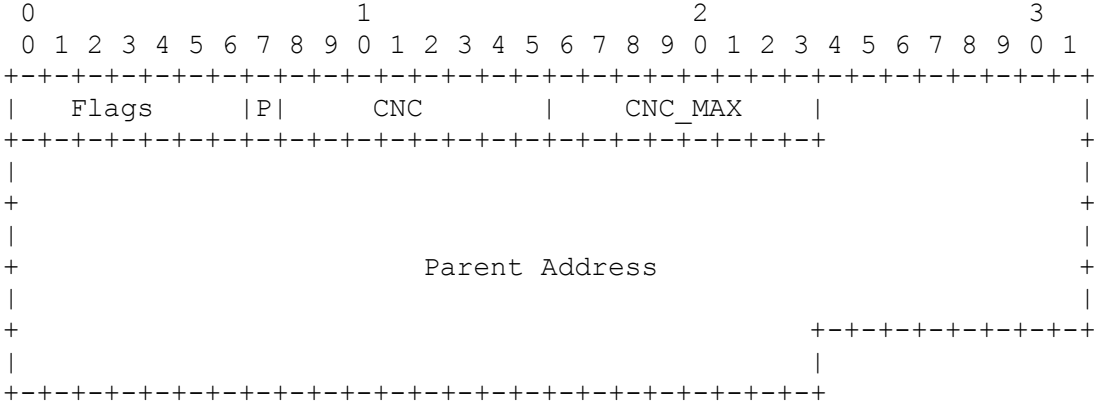 0                   1                   2                   3
 0 1 2 3 4 5 6 7 8 9 0 1 2 3 4 5 6 7 8 9 0 1 2 3 4 5 6 7 8 9 0 1
+-+-+-+-+-+-+-+-+-+-+-+-+-+-+-+-+-+-+-+-+-+-+-+-+-+-+-+-+-+-+-+-+
|   Flags     |P|     CNC       |    CNC_MAX    |               |
+-+-+-+-+-+-+-+-+-+-+-+-+-+-+-+-+-+-+-+-+-+-+-+-+               +
|                                                               |
+                                                               +
|                                                               |
+                        Parent Address                         +
|                                                               |
+                                               +-+-+-+-+-+-+-+-+
|                                               |
+-+-+-+-+-+-+-+-+-+-+-+-+-+-+-+-+-+-+-+-+-+-+-+-+